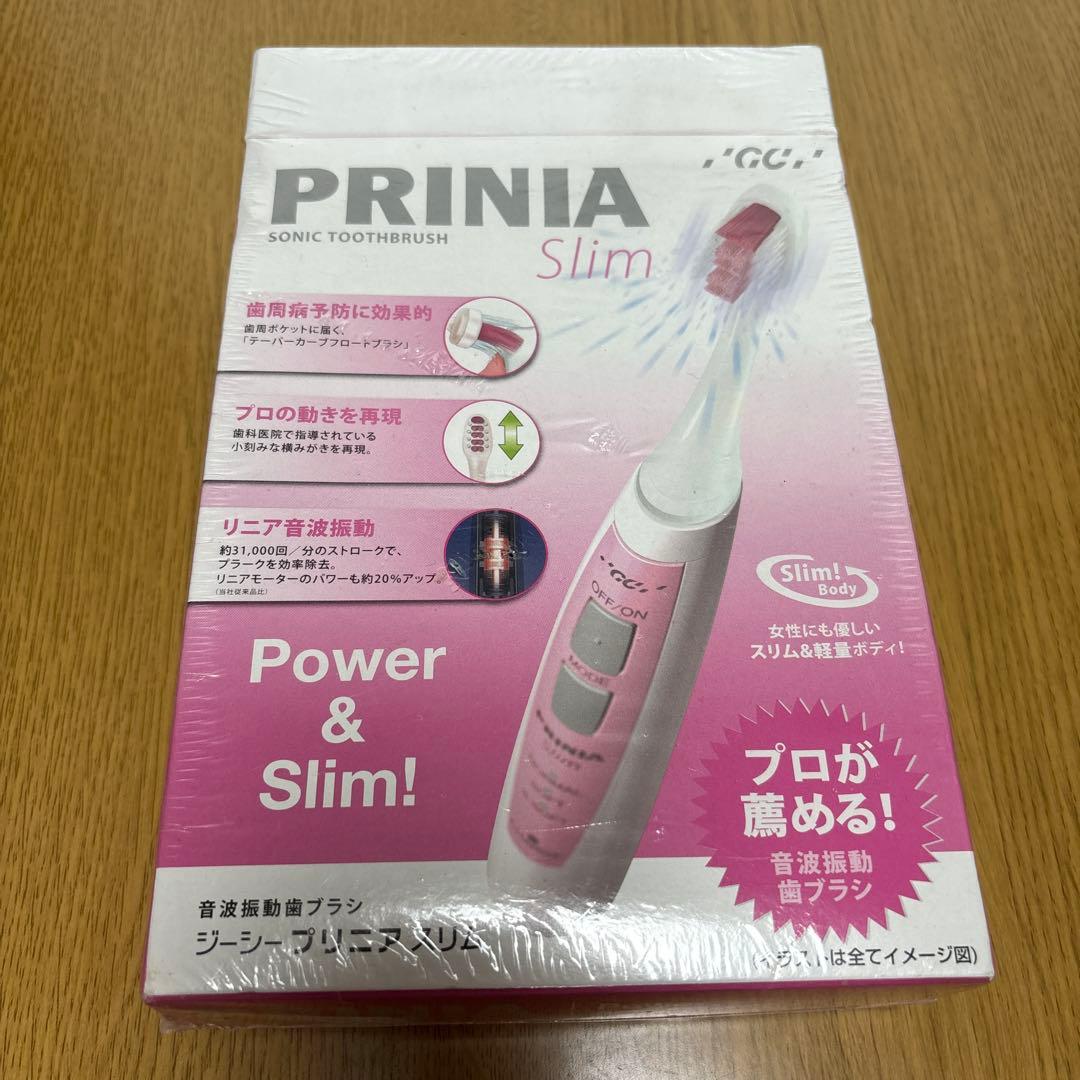 GC
PRINIA
SONIC TOOTHBRUSH
Slim
歯周病予防に効果的
歯周ポケットに届く、
「テーパーカーブフロートブラシ」
プロの動きを再現
歯科医院で指導されている
小刻みな横みがきを再現。
リニア音波振動
約31,000回/分のストロークで、
プラークを効率除去。
リニアモーターのパワーも約20%アップ。
(当社従来品比)
Power
&
Slim!
GC
OFF/ON
MODE
PRINIA
Slim
Slim!
Body
女性にも優しい
スリム&軽量ボディ!
プロが
薦める!
音波振動
歯ブラシ
音波振動歯ブラシ
ジーシー プリニアスリム
(イラストは全てイメージ図)